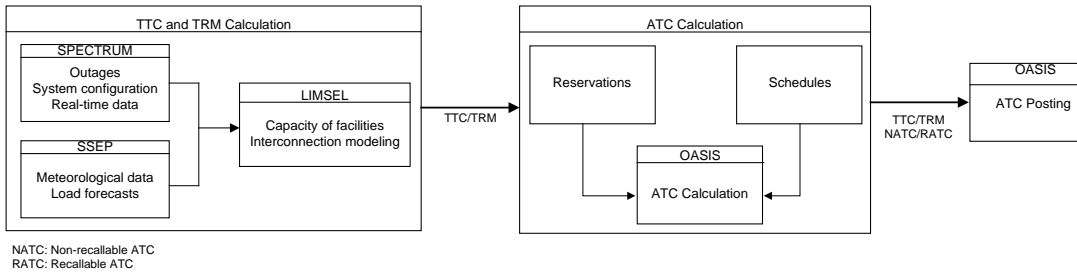 TTC and TRM Calculation
SPECTRUM
Outages
System configuration
Real-time data
SSEP
Meteorological data
Load forecasts
LIMSEL
Capacity of facilities
Interconnection modeling
TTC/TRM
ATC Calculation
Reservations
Schedules
OASIS
ATC Calculation
TTC/TRM
NATC/RATC
OASIS
ATC Posting
NATC: Non-recallable ATC
RATC: Recallable ATC